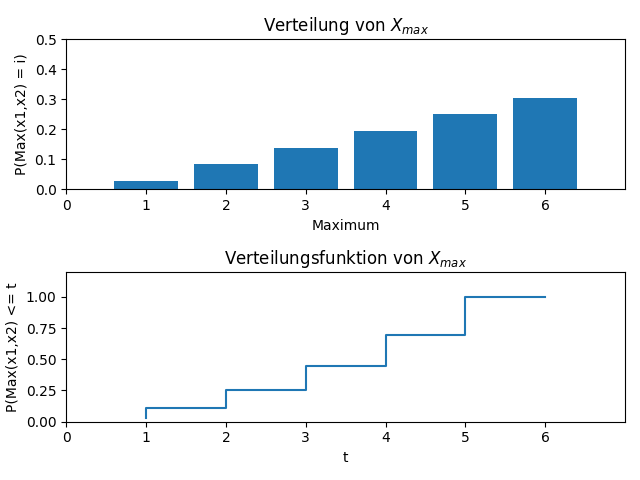 Verteilung von X_max
P(Max(x1,x2) = i)
0.5
0.4
0.3
0.2
0.1
0.0
0 1 2 3 4 5 6
Maximum
Verteilungsfunktion von X_max
P(Max(x1,x2) <= t
1.00
0.75
0.50
0.25
0.00
0 1 2 3 4 5 6
t